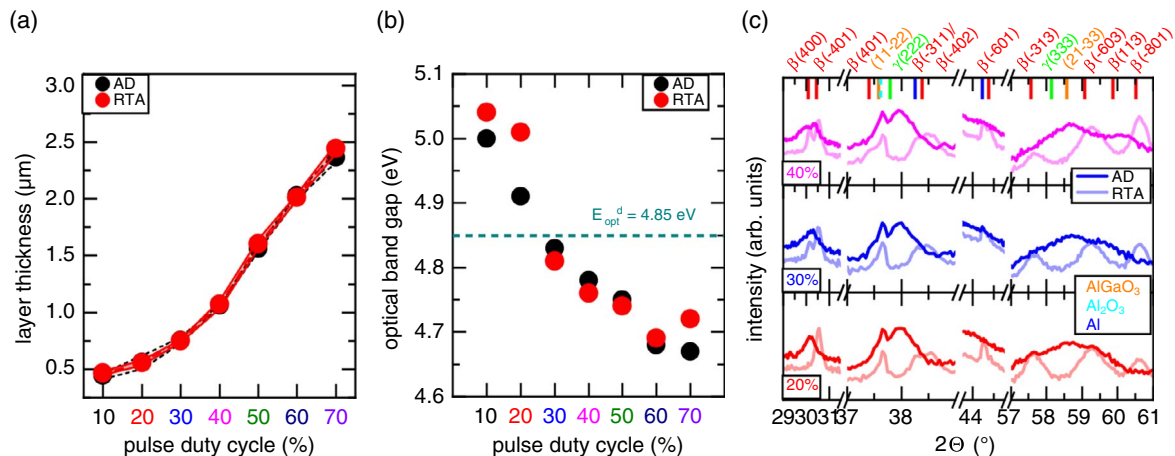 (a)
AD
RTA
layer thickness (μm)
3.0
2.5
2.0
1.5
1.0
0.5
10 20 30 40 50 60 70
pulse duty cycle (%)
(b)
AD
RTA
optical band gap (eV)
5.1
5.0
4.9
4.8
4.7
4.6
E_opt^d = 4.85 eV
10 20 30 40 50 60 70
pulse duty cycle (%)
(c)
β(400)
β(-401)
β(401)
(11-22)
γ(222)
β(-311)/
β(-402)
β(-601)
β(-313)
γ(333)
(21-33)
β(-603)
β(113)
β(-801)
intensity (arb. units)
40%
AD
RTA
30%
AlGaO₃
Al₂O₃
Al
20%
29 30 31 37 38 44 57 58 59 60 61
2Θ (°)